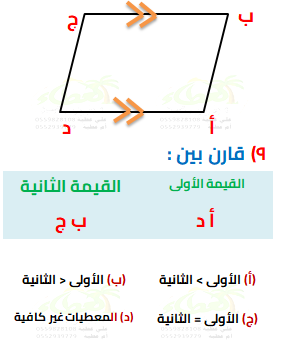 ب ج
أ د
٩) قارن بين :
القيمة الأولى القيمة الثانية
أ د ب ج
(أ) الأولى > الثانية (ب) الأولى < الثانية
(ج) الأولى = الثانية (د) المعطيات غير كافية